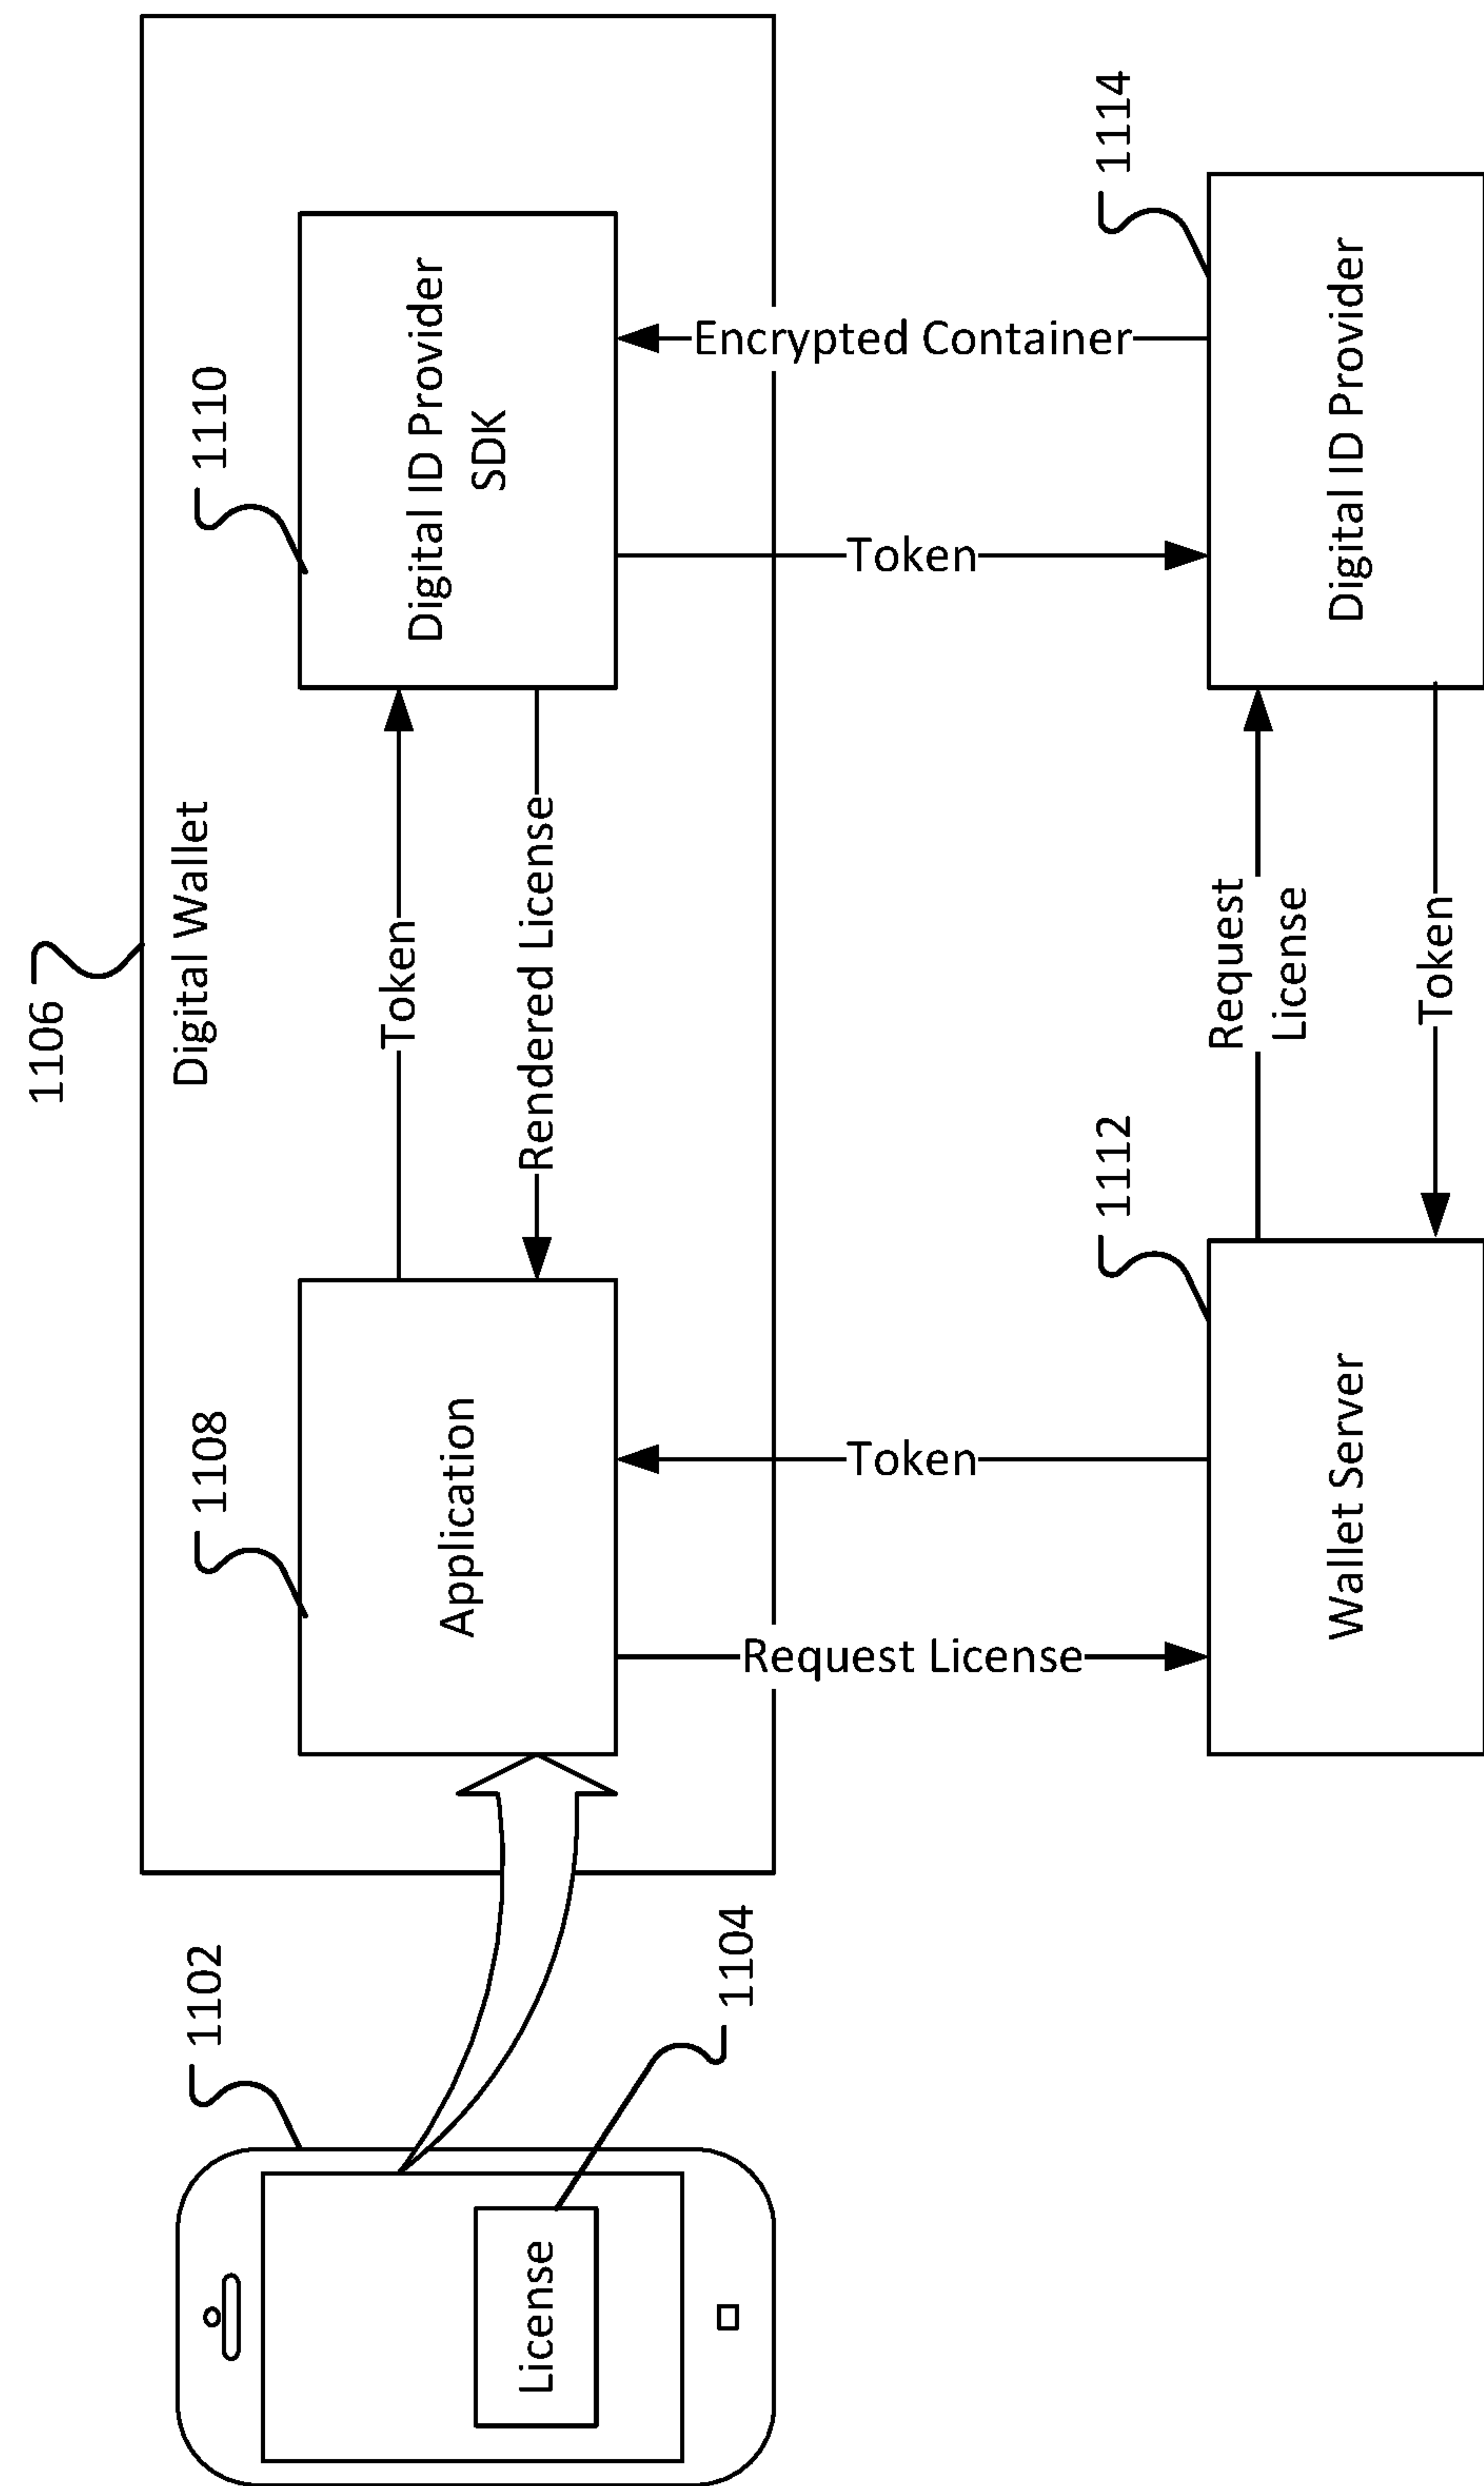 1106
Digital Wallet
1102
1108
1110
Application
Token
Digital ID Provider
SDK
License
Rendered License
1104
Request License
Token
Token
Encrypted Container
1112
1114
Wallet Server
Request
License
Digital ID Provider
Token